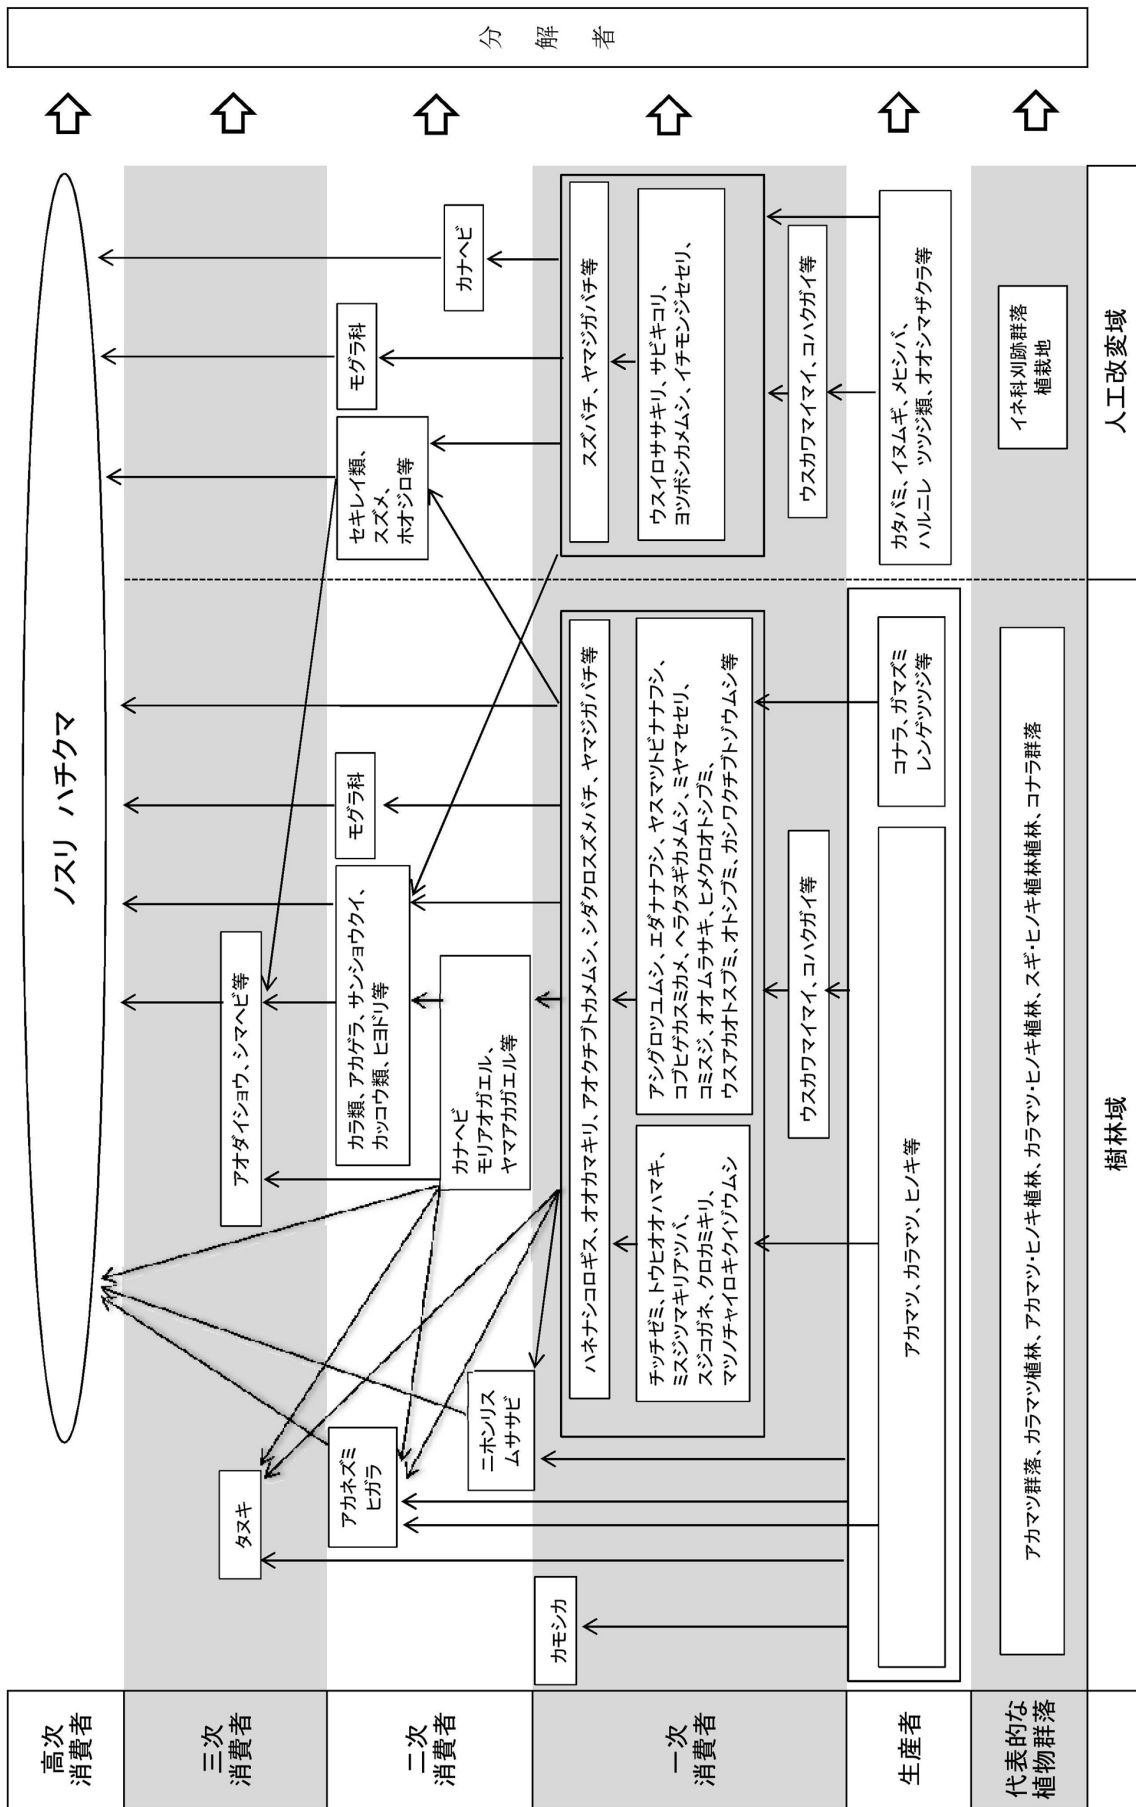 高次
消費者
ノスリ ハチクマ
三次
消費者
タヌキ
アオダイショウ、シマヘビ等
二次
消費者
アカネズミ
ヒガラ
ニホンリス
ムササビ
カラ類、アカゲラ、サンショウクイ、
カッコウ類、ヒヨドリ等
カナヘビ
モリアオガエル、
ヤマアカガエル等
モグラ科
セキレイ類、
スズメ、
ホオジロ等
モグラ科
カナヘビ
一次
消費者
カモシカ
ハネナシコロギス、オオカマキリ、アオクチブトカメムシ、シダクロスズメバチ、ヤマジガバチ等
チッチゼミ、トウヒオオハマキ、
ミスジツマキリアツバ、
スジコガネ、クロカミキリ、
マツノチャイロキクイゾウムシ
アシグロツユムシ、エダナナフシ、ヤスマツトビナナフシ、
コブヒゲカスミカメ、ヘラクヌギカメムシ、ミヤマセセリ、
コミスジ、オオムラサキ、ヒメクロオトシブミ、
ウスアカオトスブミ、オトシブミ、カシワクチブトゾウムシ等
ウスカワマイマイ、コハクガイ等
スズバチ、ヤマジガバチ等
ウスイロササキリ、サビキコリ、
ヨツボシカメムシ、イチモンジセセリ、
ウスカワマイマイ、コハクガイ等
生産者
アカマツ、カラマツ、ヒノキ等
コナラ、ガマズミ
レンゲツツジ等
カタバミ、イヌムギ、メヒシバ、
ハルニレ ツツジ類、オオシマザクラ等
代表的な
植物群落
アカマツ群落、カラマツ植林、アカマツ・ヒノキ植林、カラマツ・ヒノキ植林、スギ・ヒノキ植林植林、コナラ群落
イネ科刈跡群落
植栽地
樹林域
人工改変域
分解者